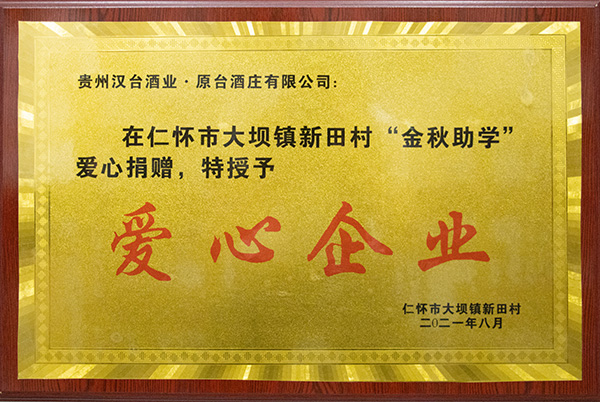 贵州汉台酒业·原台酒庄有限公司：
在仁怀市大坝镇新田村“金秋助学”
爱心捐赠，特授予
爱心企业
仁怀市大坝镇新田村
二〇二一年八月